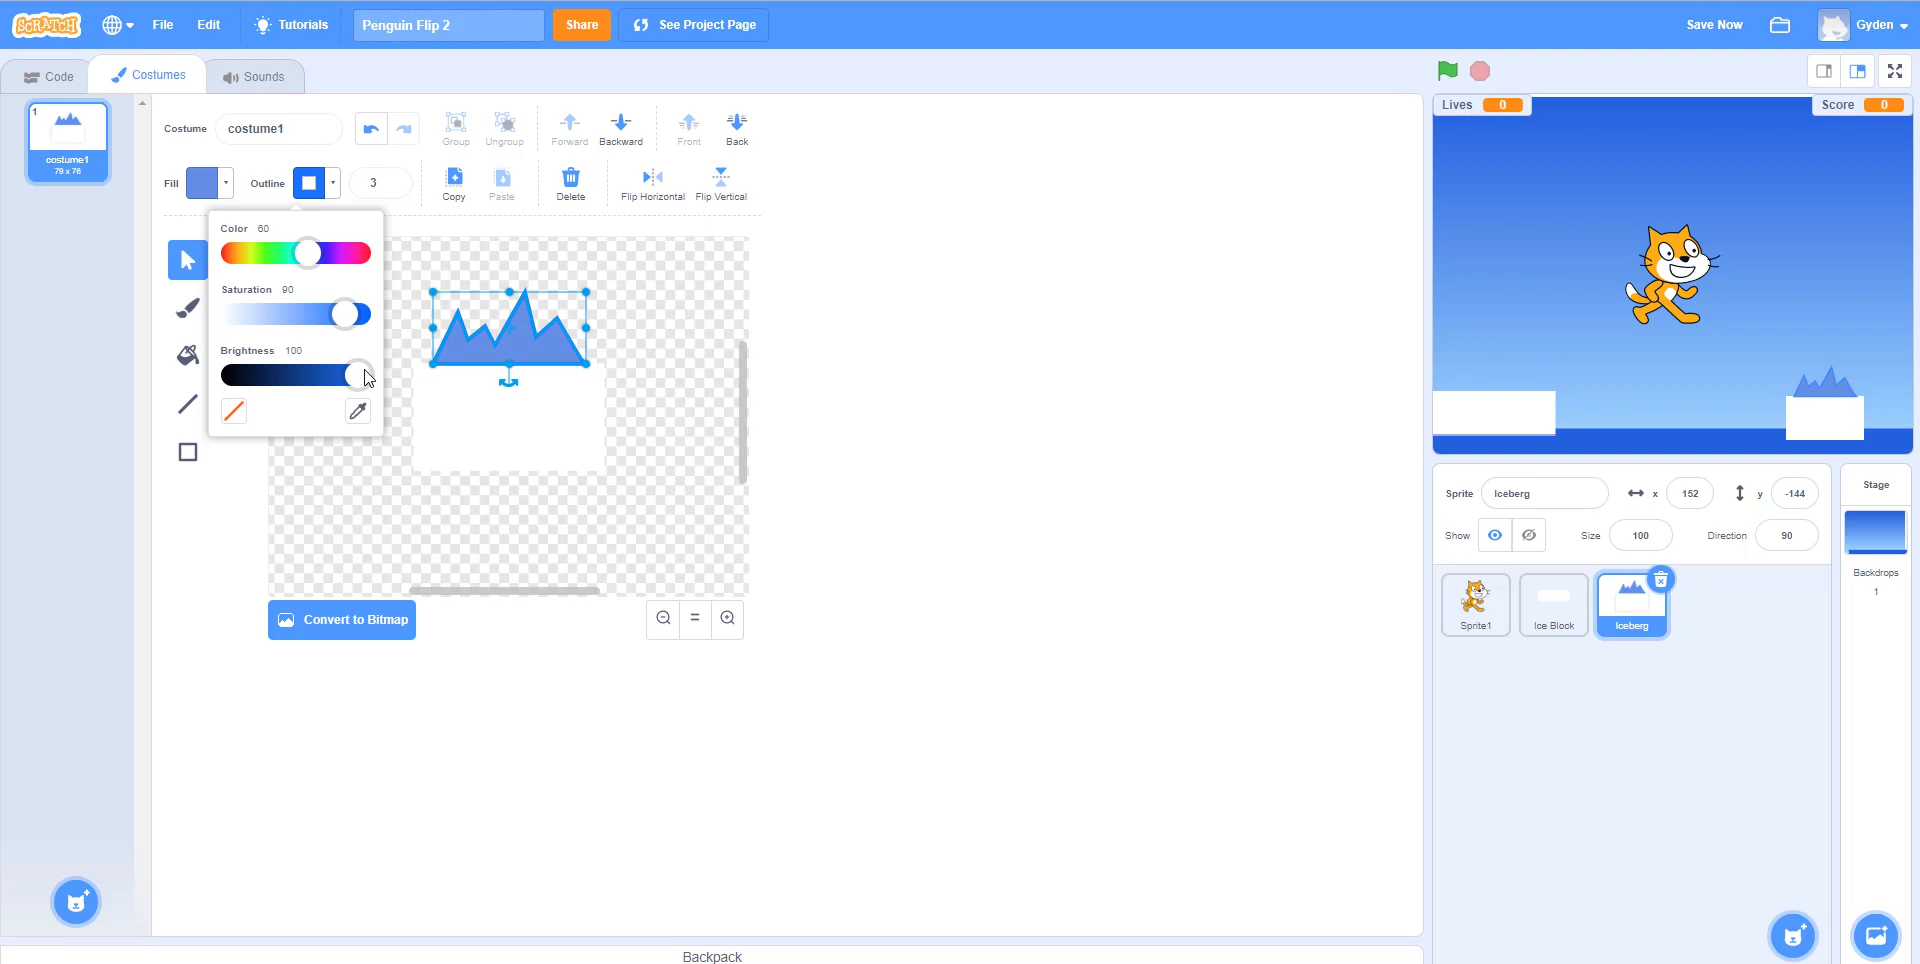 SCRATCH File Edit Tutorials Penguin Flip 2 Share See Project Page Save Now Gyden
Code Costumes Sounds
1
costume1
79 x 76
Costume costume1
Group Ungroup Forward Backward Front Back
Fill Outline 3
Copy Paste Delete Flip Horizontal Flip Vertical
Color 60
Saturation 90
Brightness 100
Convert to Bitmap
Lives 0
Score 0
Sprite Iceberg x 152 y -144
Show Size 100 Direction 90
Sprite1 Ice Block Iceberg
Stage
Backdrops
1
Backpack